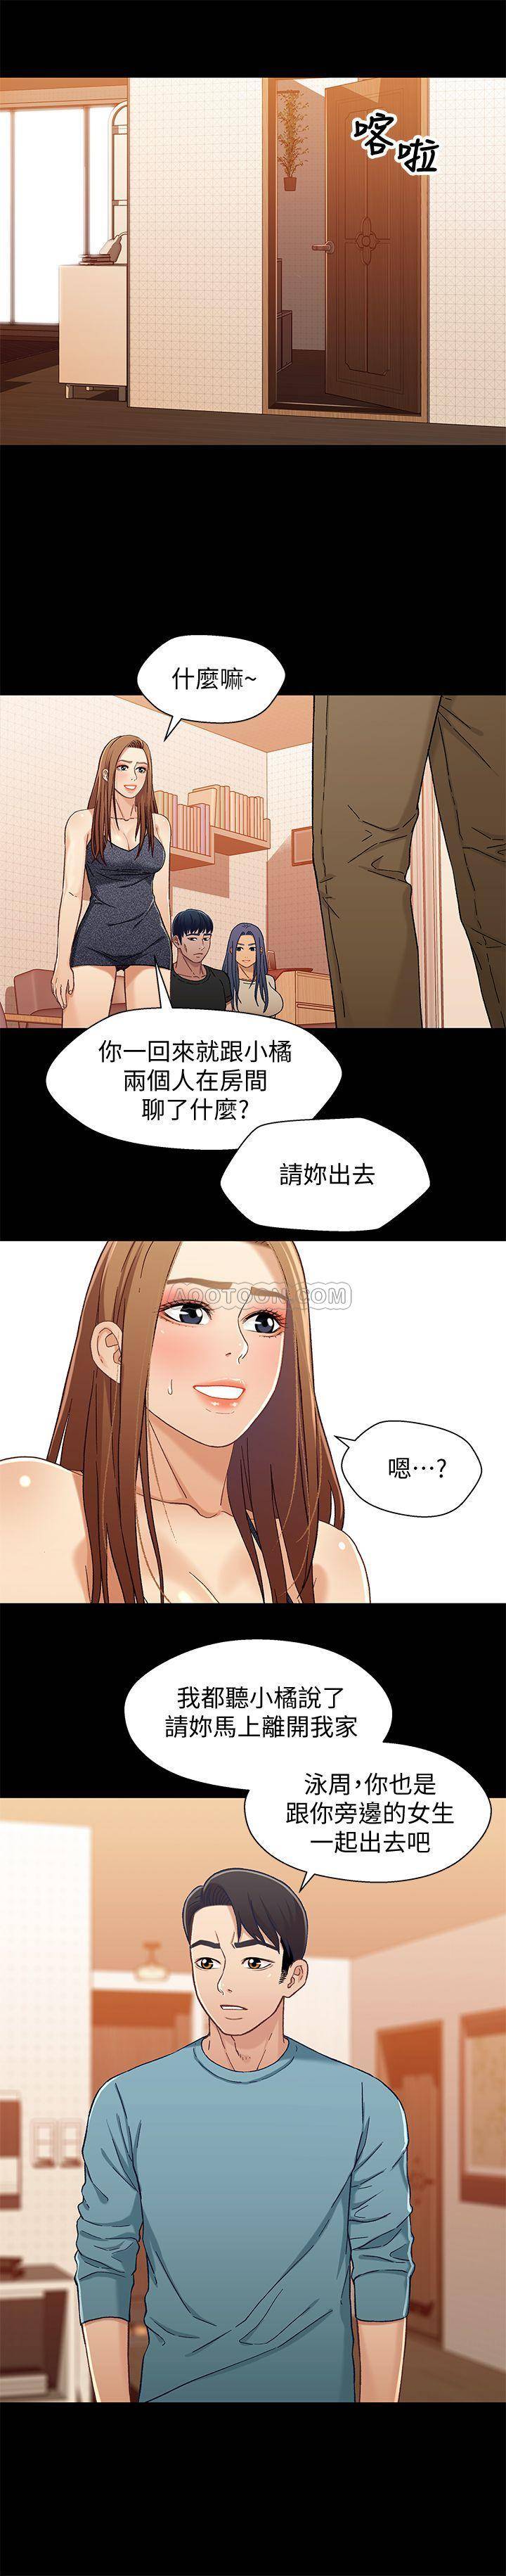 喀啦
什麼嘛~
你一回來就跟小橘
兩個人在房間
聊了什麼?
請妳出去
AOOTOON.COM
嗯…?
我都聽小橘說了
請妳馬上離開我家
泳周,你也是
跟你旁邊的女生
一起出去吧